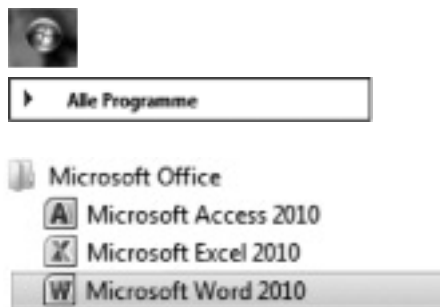 Alle Programme
Microsoft Office
Microsoft Access 2010
Microsoft Excel 2010
Microsoft Word 2010